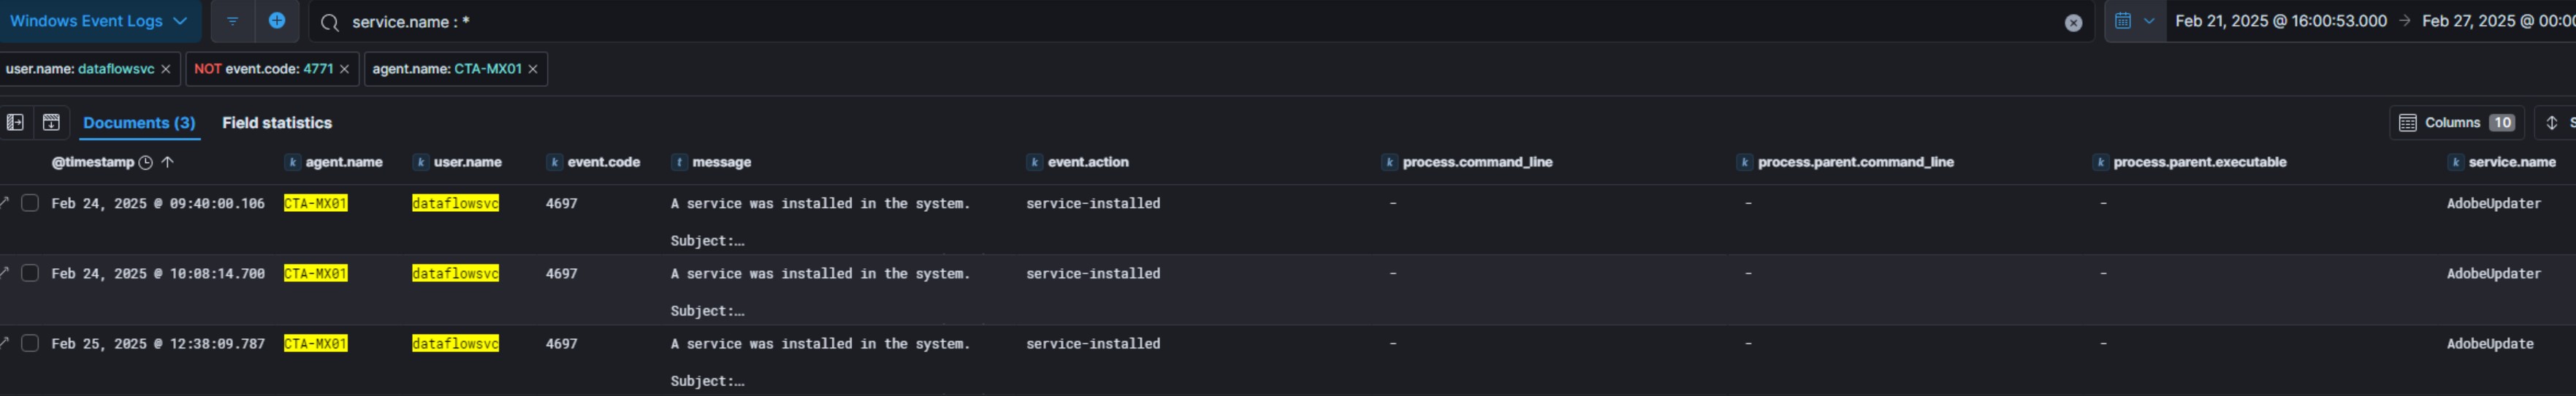 Windows Event Logs service.name : * Feb 21, 2025 @ 16:00:53.000 → Feb 27, 2025 @ 00:00
user.name: dataflowsvc × NOT event.code: 4771 × agent.name: CTA-MX01 ×
Documents (3) Field statistics Columns 10
@timestamp ↑ k agent.name k user.name k event.code t message k event.action k process.command_line k process.parent.command_line k process.parent.executable k service.name
Feb 24, 2025 @ 09:40:00.106 CTA-MX01 dataflowsvc 4697 A service was installed in the system. service-installed - - - AdobeUpdater
Subject:…
Feb 24, 2025 @ 10:08:14.700 CTA-MX01 dataflowsvc 4697 A service was installed in the system. service-installed - - - AdobeUpdater
Subject:…
Feb 25, 2025 @ 12:38:09.787 CTA-MX01 dataflowsvc 4697 A service was installed in the system. service-installed - - - AdobeUpdate
Subject:…